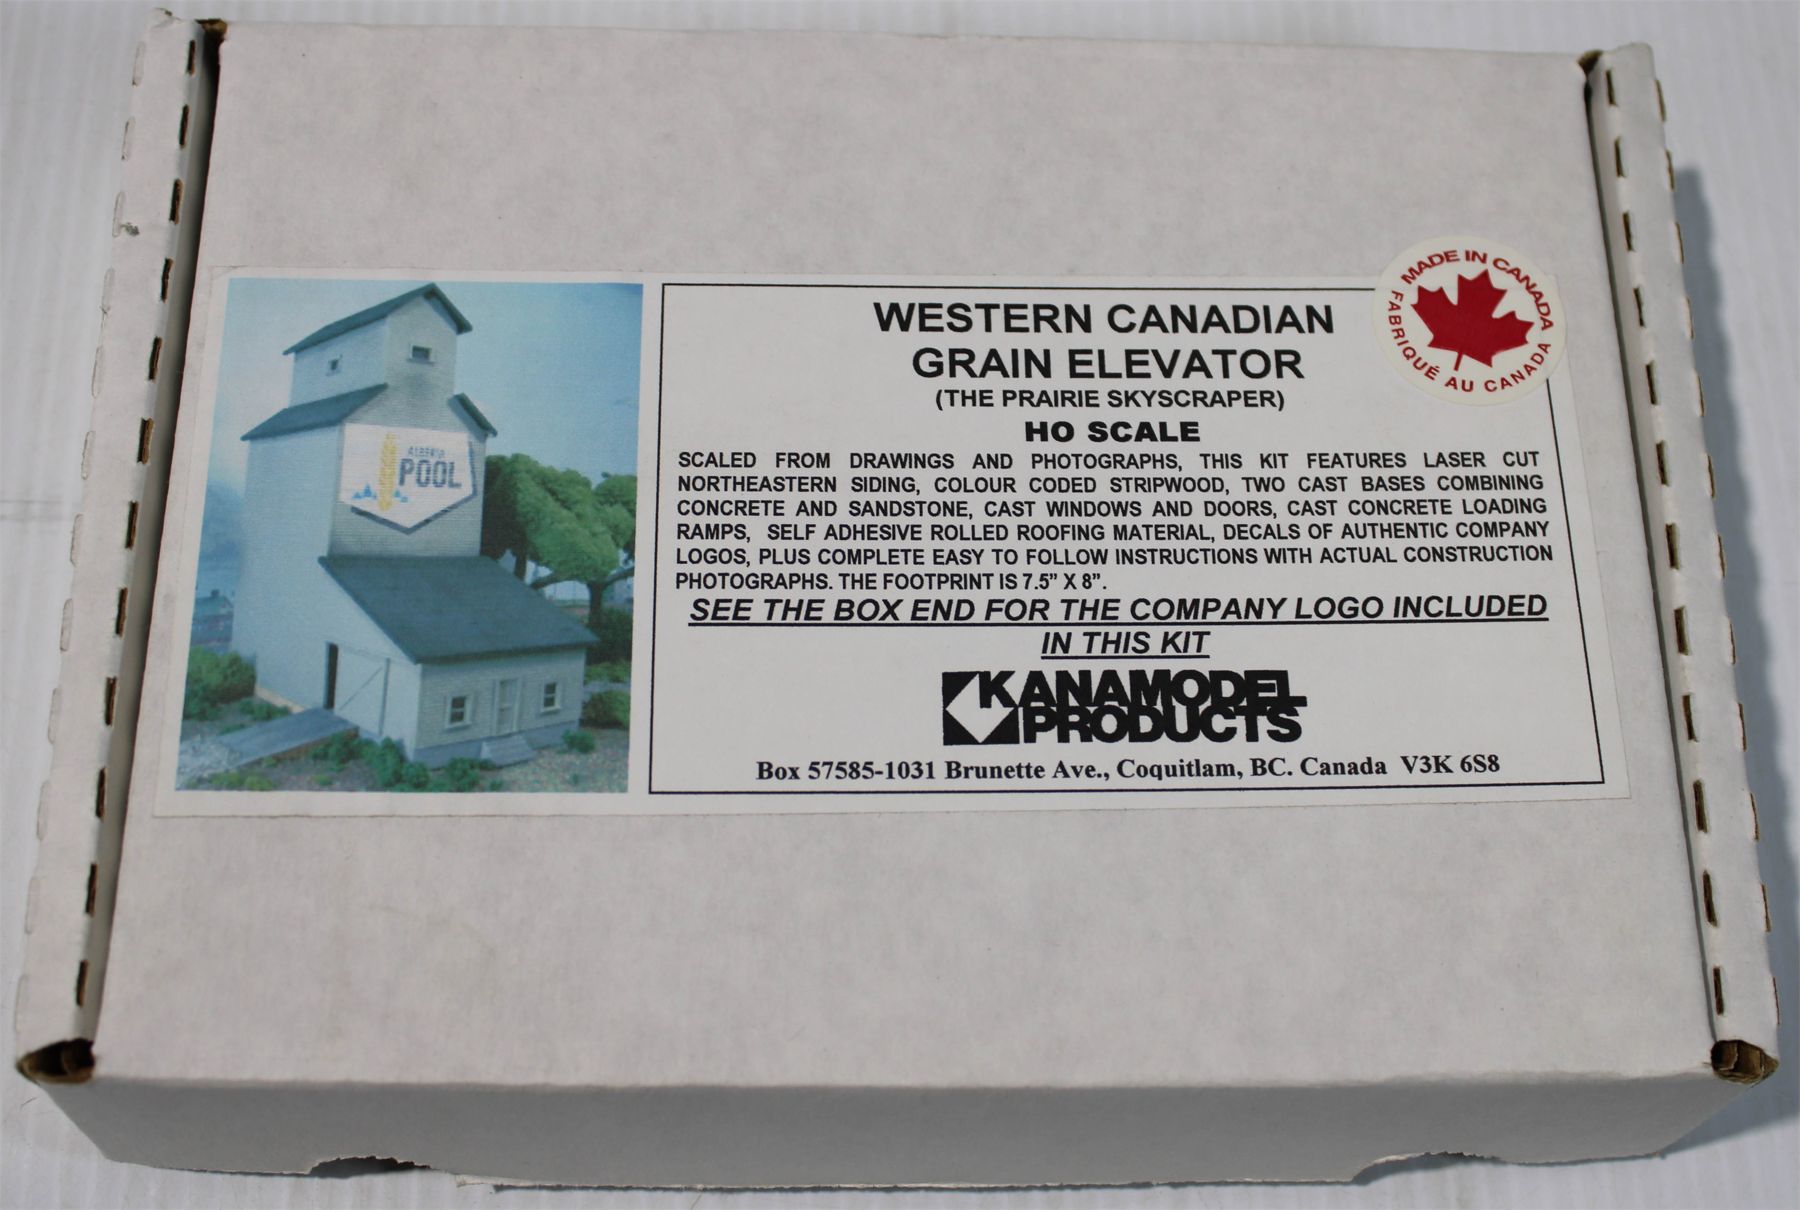 WESTERN CANADIAN
GRAIN ELEVATOR
(THE PRAIRIE SKYSCRAPER)
HO SCALE
SCALED FROM DRAWINGS AND PHOTOGRAPHS, THIS KIT FEATURES LASER CUT
NORTHEASTERN SIDING, COLOUR CODED STRIPWOOD, TWO CAST BASES COMBINING
CONCRETE AND SANDSTONE, CAST WINDOWS AND DOORS, CAST CONCRETE LOADING
RAMPS, SELF ADHESIVE ROLLED ROOFING MATERIAL, DECALS OF AUTHENTIC COMPANY
LOGOS, PLUS COMPLETE EASY TO FOLLOW INSTRUCTIONS WITH ACTUAL CONSTRUCTION
PHOTOGRAPHS. THE FOOTPRINT IS 7.5” X 8”.
SEE THE BOX END FOR THE COMPANY LOGO INCLUDED
IN THIS KIT
KANAMODEL
PRODUCTS
Box 57585-1031 Brunette Ave., Coquitlam, BC. Canada V3K 6S8
MADE IN CANADA
FABRIQUÉ AU CANADA
ALBERTA
POOL